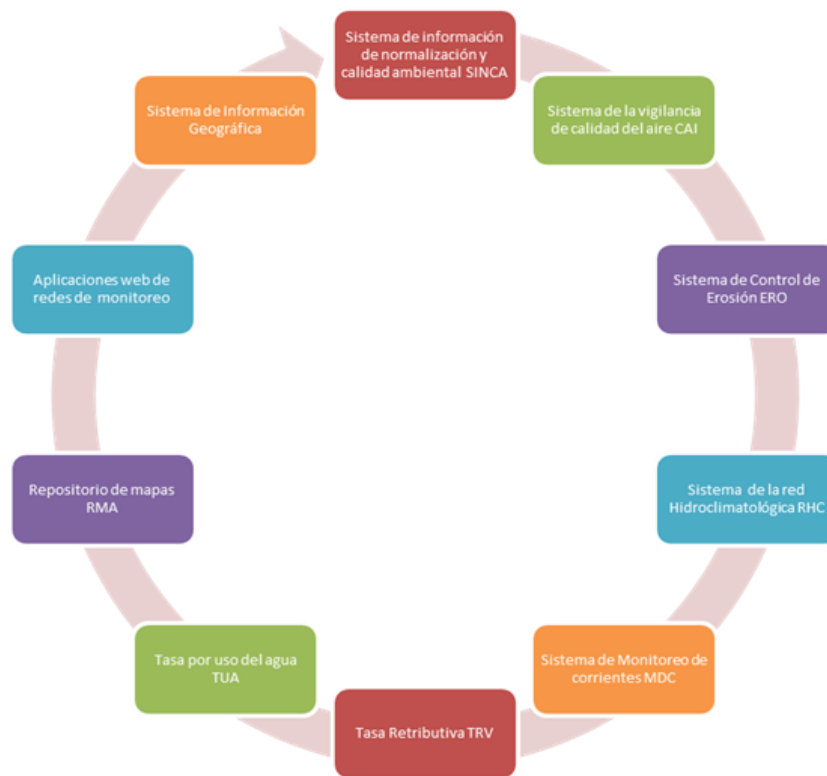 Sistema de información
de normalización y
calidad ambiental SINCA
Sistema de la vigilancia
de calidad del aire CAI
Sistema de Control de
Erosión ERO
Sistema de la red
Hidroclimatológica RHC
Sistema de Monitoreo de
corrientes MDC
Tasa Retributiva TRV
Tasa por uso del agua
TUA
Repositorio de mapas
RMA
Aplicaciones web de
redes de monitoreo
Sistema de Información
Geográfica